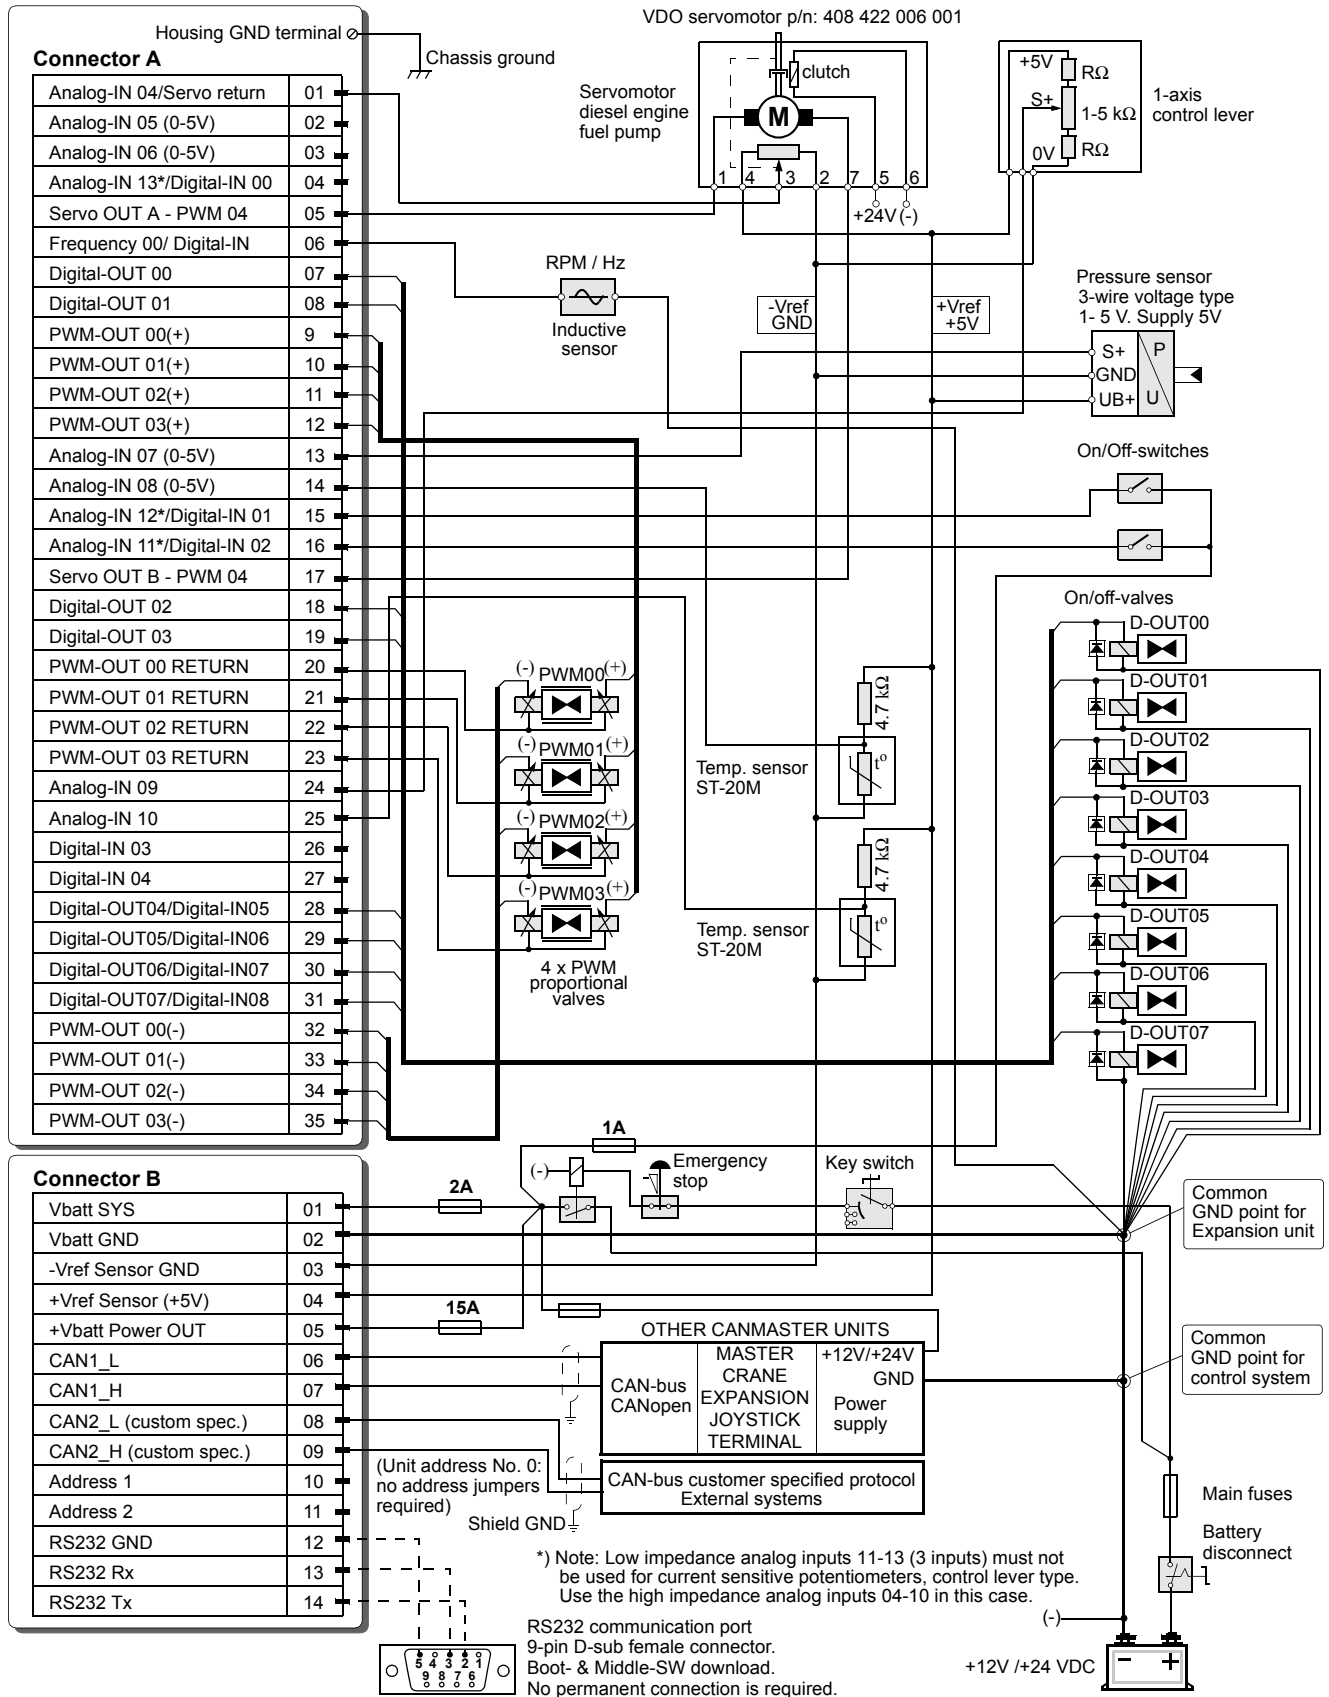 VDO servomotor p/n: 408 422 006 001
Housing GND terminal
Chassis ground
Connector A
Analog-IN 04/Servo return 01
Analog-IN 05 (0-5V) 02
Analog-IN 06 (0-5V) 03
Analog-IN 13*/Digital-IN 00 04
Servo OUT A - PWM 04 05
Frequency 00/ Digital-IN 06
Digital-OUT 00 07
Digital-OUT 01 08
PWM-OUT 00(+) 9
PWM-OUT 01(+) 10
PWM-OUT 02(+) 11
PWM-OUT 03(+) 12
Analog-IN 07 (0-5V) 13
Analog-IN 08 (0-5V) 14
Analog-IN 12*/Digital-IN 01 15
Analog-IN 11*/Digital-IN 02 16
Servo OUT B - PWM 04 17
Digital-OUT 02 18
Digital-OUT 03 19
PWM-OUT 00 RETURN 20
PWM-OUT 01 RETURN 21
PWM-OUT 02 RETURN 22
PWM-OUT 03 RETURN 23
Analog-IN 09 24
Analog-IN 10 25
Digital-IN 03 26
Digital-IN 04 27
Digital-OUT04/Digital-IN05 28
Digital-OUT05/Digital-IN06 29
Digital-OUT06/Digital-IN07 30
Digital-OUT07/Digital-IN08 31
PWM-OUT 00(-) 32
PWM-OUT 01(-) 33
PWM-OUT 02(-) 34
PWM-OUT 03(-) 35
Servomotor
diesel engine
fuel pump
clutch
M
1 4 3 2 7 5 6
+24V (-)
+5V
RΩ
S+
1-5 kΩ
0V
RΩ
1-axis
control lever
RPM / Hz
Inductive
sensor
-Vref
GND
+Vref
+5V
Pressure sensor
3-wire voltage type
1- 5 V. Supply 5V
S+ P
GND
UB+ U
On/Off-switches
On/off-valves
D-OUT00
D-OUT01
D-OUT02
D-OUT03
D-OUT04
D-OUT05
D-OUT06
D-OUT07
(-) PWM00 (+)
(-) PWM01 (+)
(-) PWM02 (+)
(-) PWM03 (+)
4 x PWM
proportional
valves
4.7 kΩ
Temp. sensor
ST-20M
to
4.7 kΩ
Temp. sensor
ST-20M
to
1A
Connector B
Vbatt SYS 01
Vbatt GND 02
-Vref Sensor GND 03
+Vref Sensor (+5V) 04
+Vbatt Power OUT 05
CAN1_L 06
CAN1_H 07
CAN2_L (custom spec.) 08
CAN2_H (custom spec.) 09
Address 1 10
Address 2 11
RS232 GND 12
RS232 Rx 13
RS232 Tx 14
2A
(-)
Emergency
stop
Key switch
Common
GND point for
Expansion unit
15A
OTHER CANMASTER UNITS
CAN-bus
CANopen
MASTER
CRANE
EXPANSION
JOYSTICK
TERMINAL
+12V/+24V
GND
Power
supply
Common
GND point for
control system
(Unit address No. 0:
no address jumpers
required)
CAN-bus customer specified protocol
External systems
Shield GND
Main fuses
Battery
disconnect
*) Note: Low impedance analog inputs 11-13 (3 inputs) must not
be used for current sensitive potentiometers, control lever type.
Use the high impedance analog inputs 04-10 in this case.
RS232 communication port
9-pin D-sub female connector.
Boot- & Middle-SW download.
No permanent connection is required.
5 4 3 2 1
9 8 7 6
(-)
+12V /+24 VDC
- +